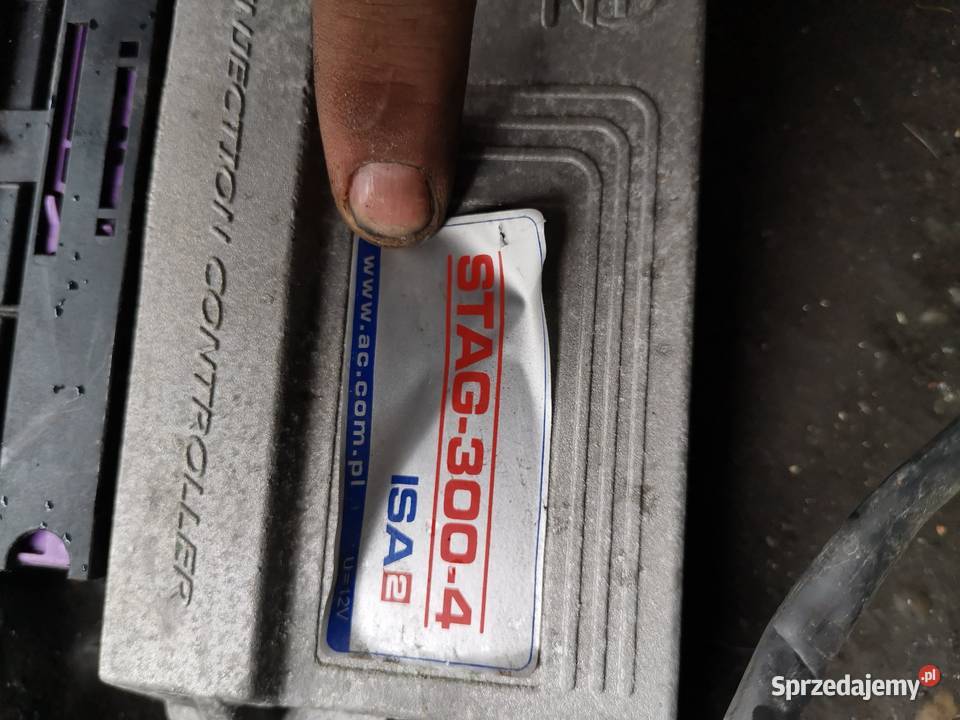 INJECTION CONTROLLER
STAG-300-4
ISA2
www.ac.com.pl
U=12V
Sprzedajemy.pl